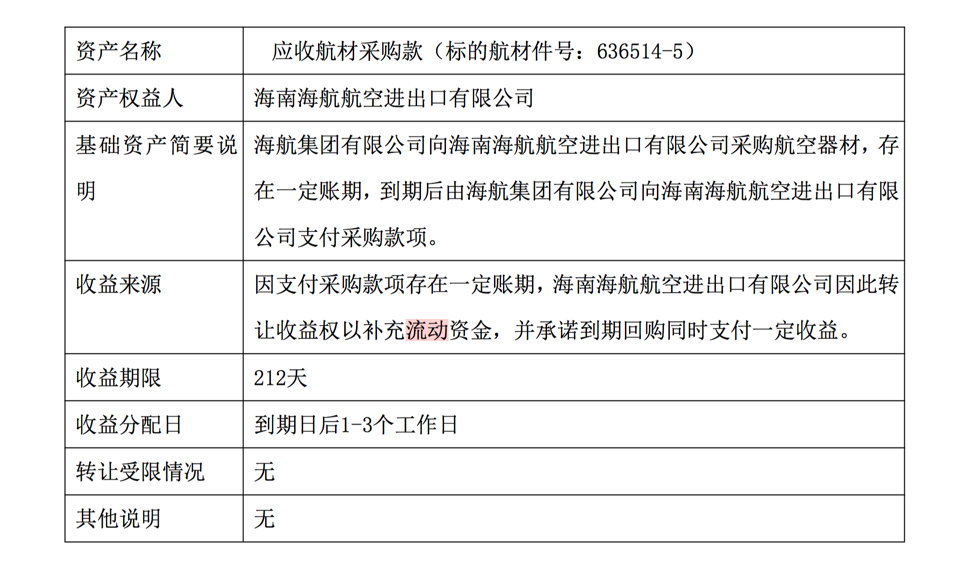 资产名称 应收航材采购款（标的航材件号：636514-5）
资产权益人 海南海航航空进出口有限公司
基础资产简要说明 海航集团有限公司向海南海航航空进出口有限公司采购航空器材，存
在一定账期，到期后由海航集团有限公司向海南海航航空进出口有限
公司支付采购款项。
收益来源 因支付采购款项存在一定账期，海南海航航空进出口有限公司因此转
让收益权以补充流动资金，并承诺到期回购同时支付一定收益。
收益期限 212天
收益分配日 到期日后1-3个工作日
转让受限情况 无
其他说明 无